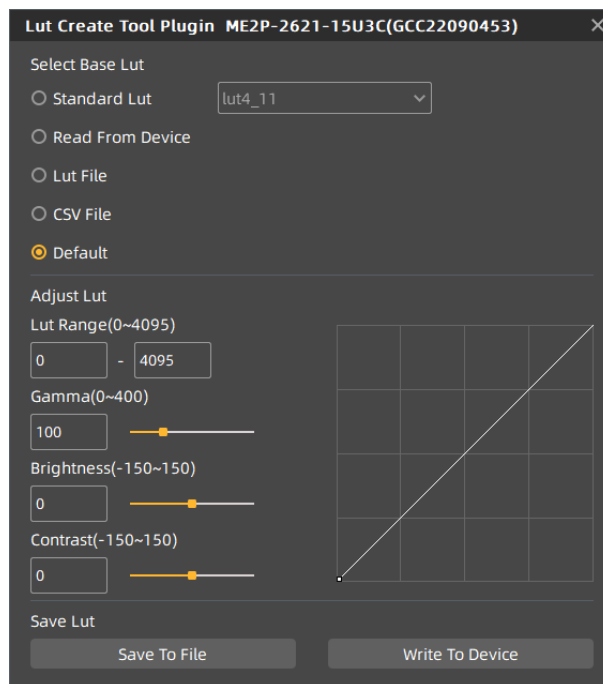 Lut Create Tool Plugin ME2P-2621-15U3C(GCC22090453)
Select Base Lut
Standard Lut lut4_11
Read From Device
Lut File
CSV File
Default
Adjust Lut
Lut Range(0~4095)
0 - 4095
Gamma(0~400)
100
Brightness(-150~150)
0
Contrast(-150~150)
0
Save Lut
Save To File Write To Device